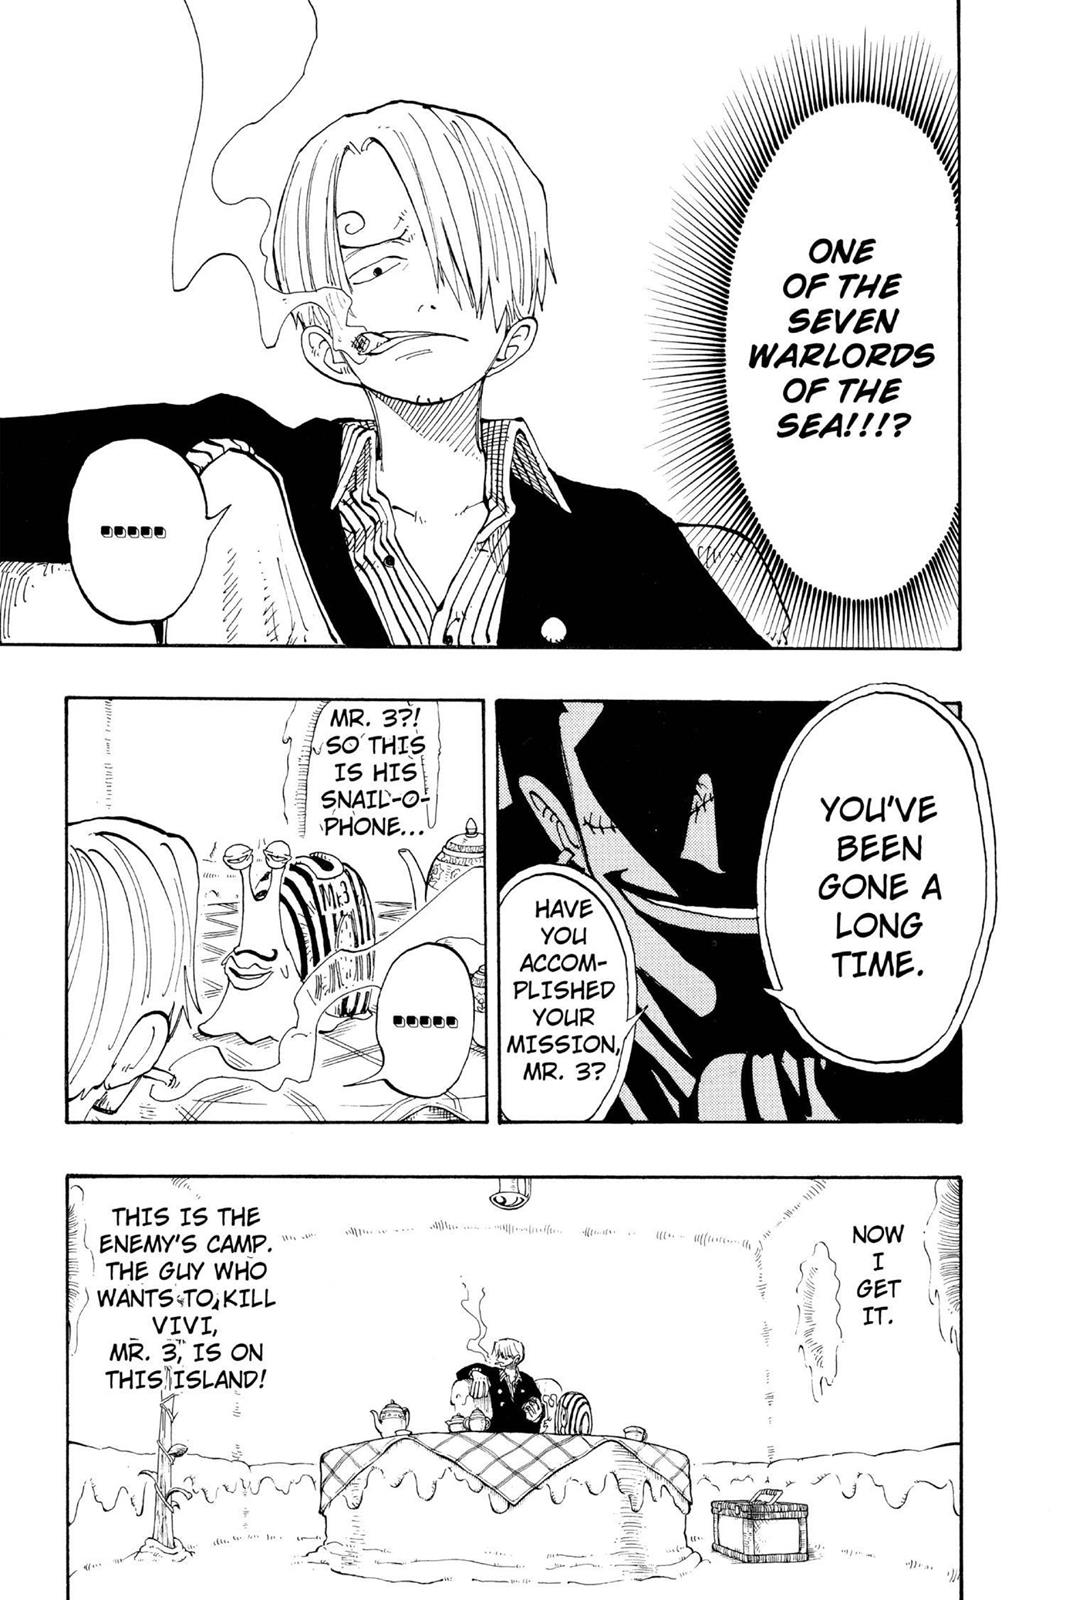 ONE
OF THE
SEVEN
WARLORDS
OF THE
SEA!!!?
.....
YOU'VE
BEEN
GONE A
LONG
TIME.
HAVE
YOU
ACCOM-
PLISHED
YOUR
MISSION,
MR. 3?
MR. 3?!
SO THIS
IS HIS
SNAIL-O-
PHONE...
MR.3
.....
NOW
I
GET
IT.
THIS IS THE
ENEMY'S CAMP.
THE GUY WHO
WANTS TO KILL
VIVI,
MR. 3, IS ON
THIS ISLAND!